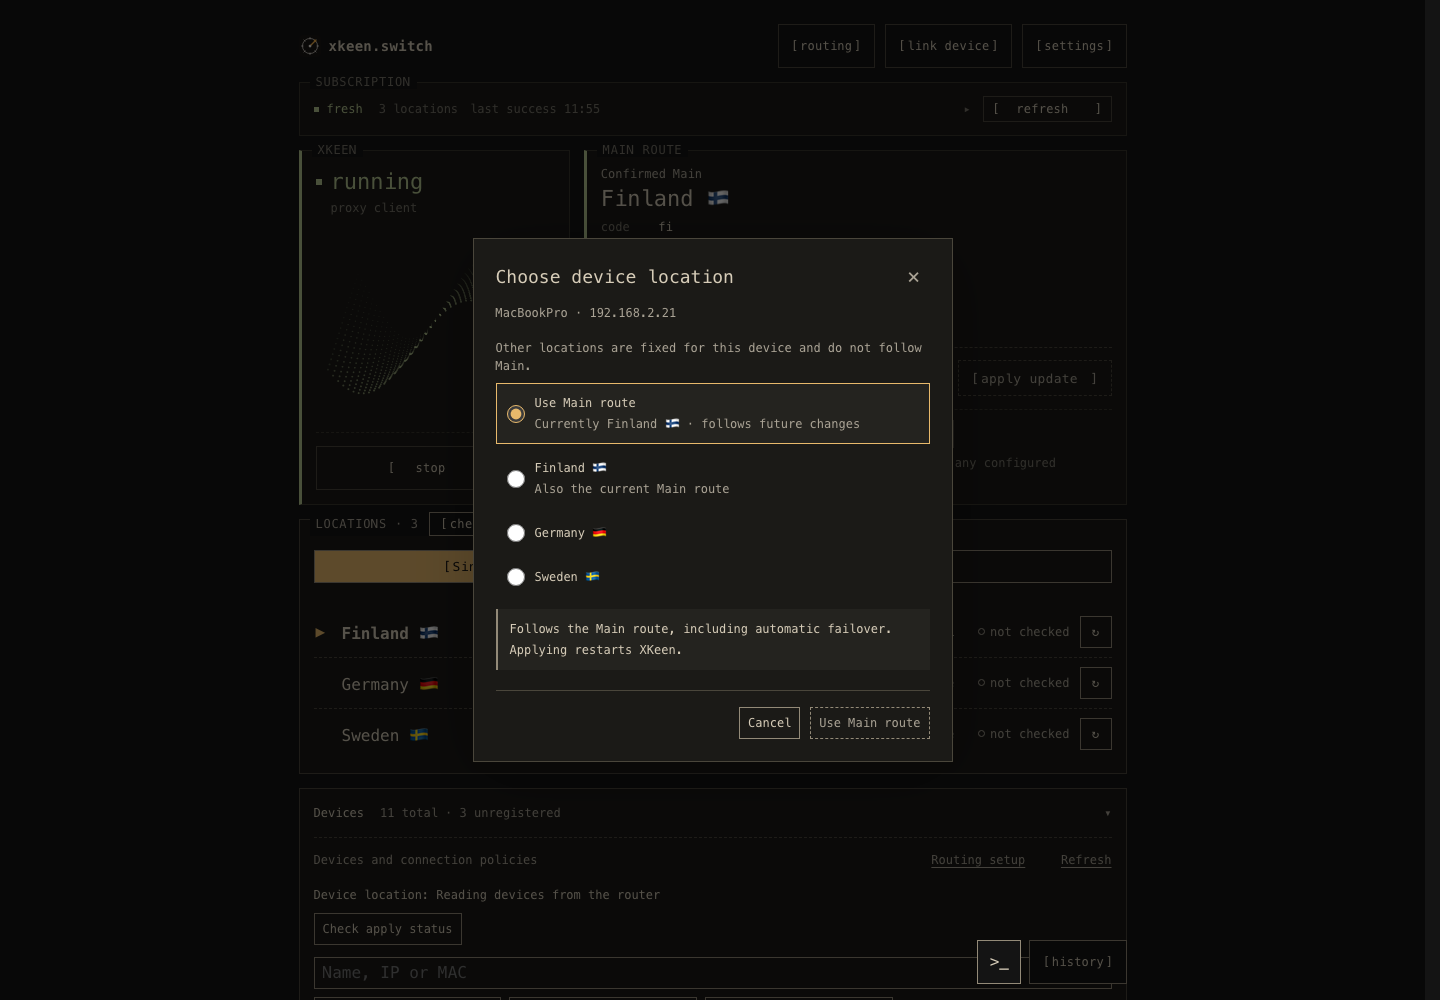 xkeen.switch
[routing]
[link device]
[settings]
SUBSCRIPTION
fresh 3 locations last success 11:55
[ refresh ]
XKEEN
running
proxy client
MAIN ROUTE
Confirmed Main
Finland
code fi
Choose device location
MacBookPro · 192.168.2.21
Other locations are fixed for this device and do not follow
Main.
Use Main route
Currently Finland · follows future changes
Finland
Also the current Main route
Germany
Sweden
Follows the Main route, including automatic failover.
Applying restarts XKeen.
Cancel
Use Main route
[apply update ]
any configured
[ stop
LOCATIONS · 3
[che
[Sin
Finland
not checked
Germany
not checked
Sweden
not checked
Devices 11 total · 3 unregistered
Devices and connection policies
Routing setup
Refresh
Device location: Reading devices from the router
Check apply status
Name, IP or MAC
>_
[history]